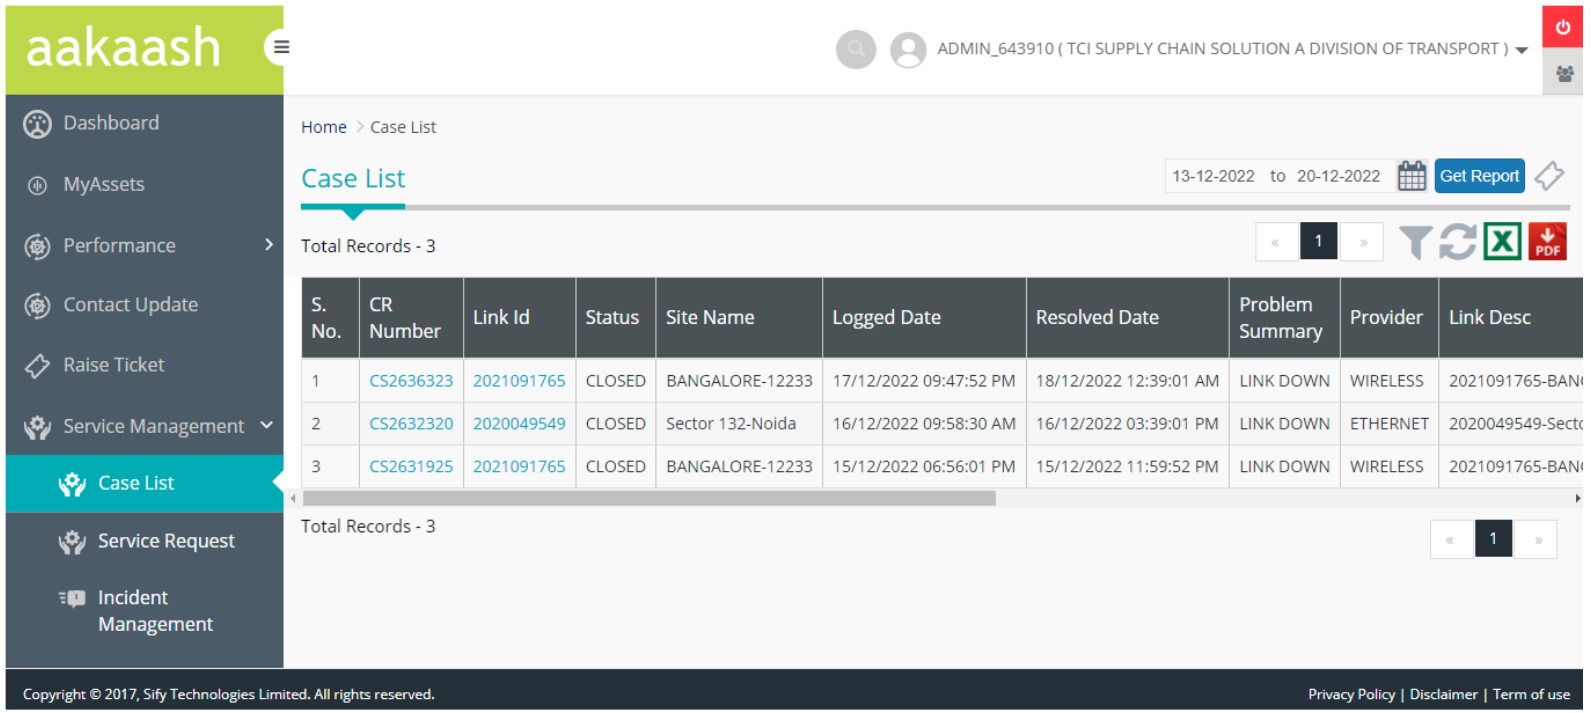 aakaash
ADMIN_643910 ( TCI SUPPLY CHAIN SOLUTION A DIVISION OF TRANSPORT )
Dashboard
MyAssets
Performance
Contact Update
Raise Ticket
Service Management
Case List
Service Request
Incident
Management
Home > Case List
Case List
13-12-2022 to 20-12-2022 Get Report
Total Records - 3
« 1 » PDF
S. No. CR Number Link Id Status Site Name Logged Date Resolved Date Problem Summary Provider Link Desc
1 CS2636323 2021091765 CLOSED BANGALORE-12233 17/12/2022 09:47:52 PM 18/12/2022 12:39:01 AM LINK DOWN WIRELESS 2021091765-BAN
2 CS2632320 2020049549 CLOSED Sector 132-Noida 16/12/2022 09:58:30 AM 16/12/2022 03:39:01 PM LINK DOWN ETHERNET 2020049549-Sect
3 CS2631925 2021091765 CLOSED BANGALORE-12233 15/12/2022 06:56:01 PM 15/12/2022 11:59:52 PM LINK DOWN WIRELESS 2021091765-BAN
Total Records - 3
« 1 »
Copyright © 2017, Sify Technologies Limited. All rights reserved.
Privacy Policy | Disclaimer | Term of use